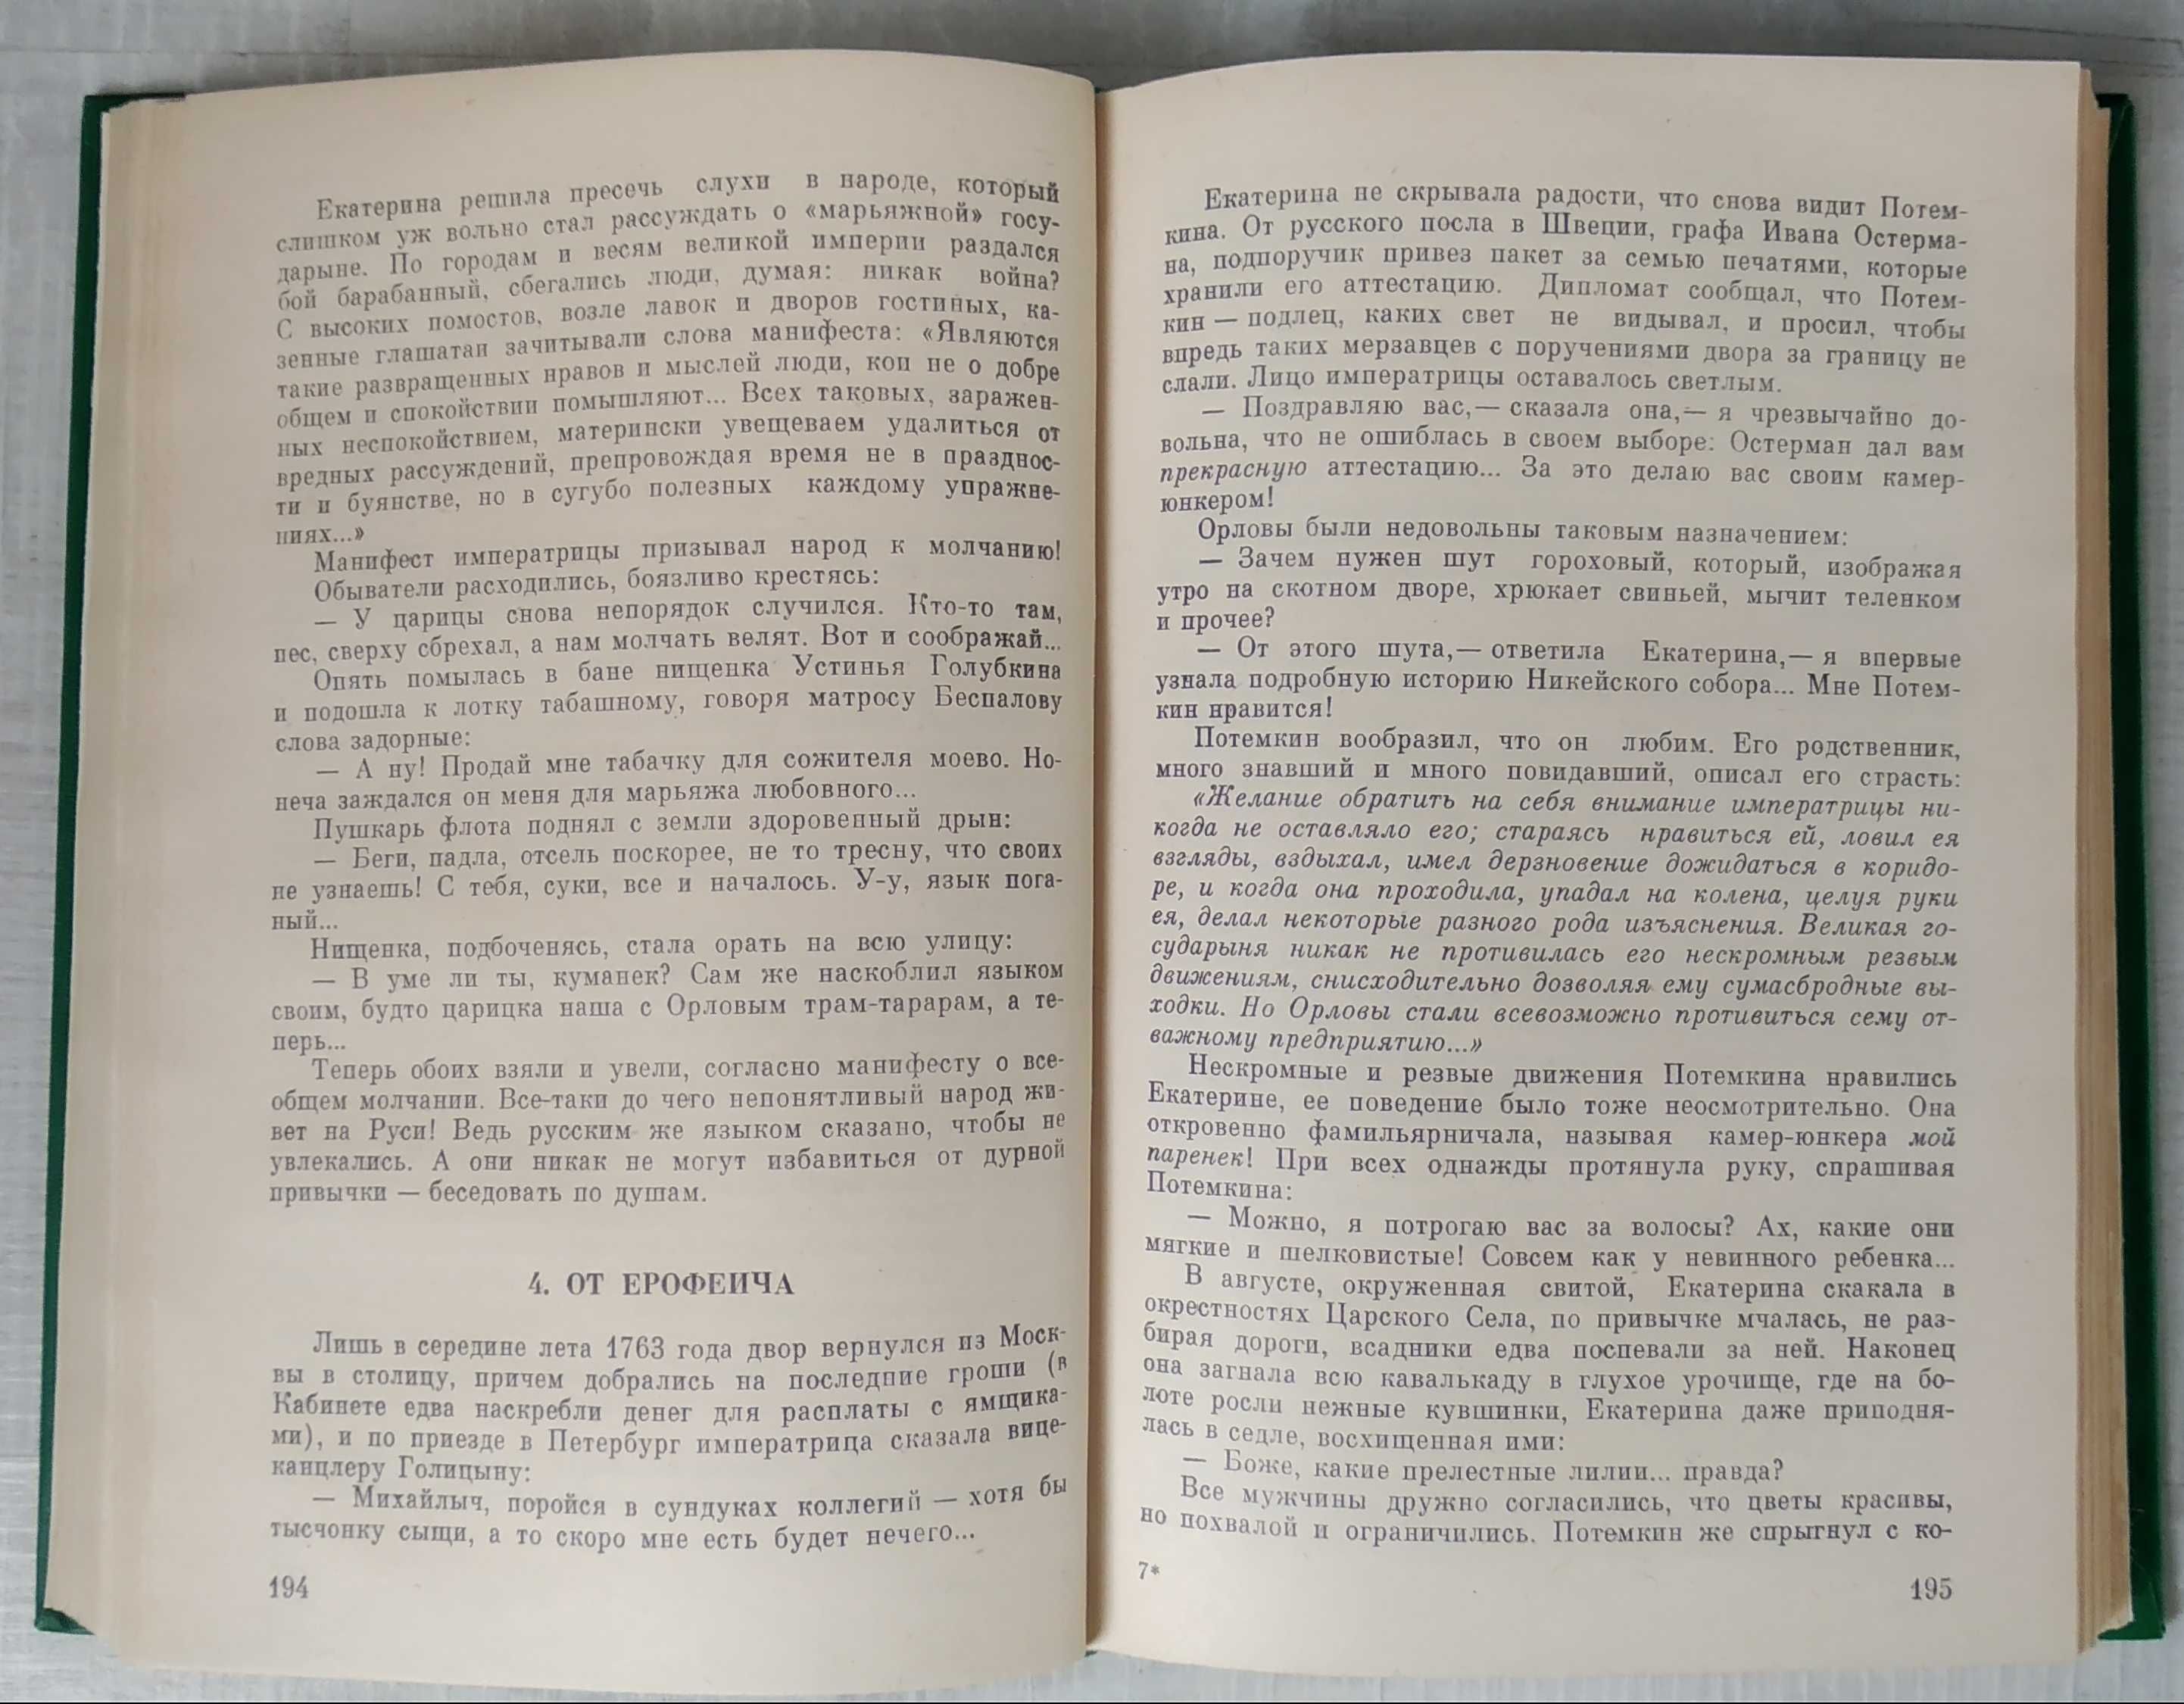 Екатерина решила пресечь слухи в народе, который
слишком уж вольно стал рассуждать о «марьяжной» госу-
дарыне. По городам и весям великой империи раздался
бой барабанный, сбегались люди, думая: никак война?
С высоких помостов, возле лавок и дворов гостиных, ка-
зенные глашатаи зачитывали слова манифеста: «Являются
такие развращенных нравов и мыслей люди, кои не о добре
общем и спокойствии помышляют... Всех таковых, заражен-
ных неспокойствием, матерински увещеваем удалиться от
вредных рассуждений, препровождая время не в празднос-
ти и буянстве, но в сугубо полезных каждому упражне-
ниях...»
Манифест императрицы призывал народ к молчанию!
Обыватели расходились, боязливо крестясь:
— У царицы снова непорядок случился. Кто-то там,
пес, сверху сбрехал, а нам молчать велят. Вот и соображай...
Опять помылась в бане нищенка Устинья Голубкина
и подошла к лотку табашному, говоря матросу Беспалову
слова задорные:
— А ну! Продай мне табачку для сожителя моево. Но-
неча заждался он меня для марьяжа любовного...
Пушкарь флота поднял с земли здоровенный дрын:
— Беги, падла, отсель поскорее, не то тресну, что своих
не узнаешь! С тебя, суки, все и началось. У-у, язык пога-
ный...
Нищенка, подбоченясь, стала орать на всю улицу:
— В уме ли ты, куманек? Сам же наскоблил языком
своим, будто царицка наша с Орловым трам-тарарам, а те-
перь...
Теперь обоих взяли и увели, согласно манифесту о все-
общем молчании. Все-таки до чего непонятливый народ жи-
вет на Руси! Ведь русским же языком сказано, чтобы не
увлекались. А они никак не могут избавиться от дурной
привычки — беседовать по душам.
4. ОТ ЕРОФЕИЧА
Лишь в середине лета 1763 года двор вернулся из Моск-
вы в столицу, причем добрались на последние гроши (в
Кабинете едва наскребли денег для расплаты с ямщика-
ми), и по приезде в Петербург императрица сказала вице-
канцлеру Голицыну:
— Михайлыч, поройся в сундуках коллегий — хотя бы
тысчонку сыщи, а то скоро мне есть будет нечего...
194
Екатерина не скрывала радости, что снова видит Потем-
кина. От русского посла в Швеции, графа Ивана Остерма-
на, подпоручик привез пакет за семью печатями, которые
хранили его аттестацию. Дипломат сообщал, что Потем-
кин — подлец, каких свет не видывал, и просил, чтобы
впредь таких мерзавцев с поручениями двора за границу не
слали. Лицо императрицы оставалось светлым.
— Поздравляю вас,— сказала она,— я чрезвычайно до-
вольна, что не ошиблась в своем выборе: Остерман дал вам
прекрасную аттестацию... За это делаю вас своим камер-
юнкером!
Орловы были недовольны таковым назначением:
— Зачем нужен шут гороховый, который, изображая
утро на скотном дворе, хрюкает свиньей, мычит теленком
и прочее?
— От этого шута,— ответила Екатерина,— я впервые
узнала подробную историю Никейского собора... Мне Потем-
кин нравится!
Потемкин вообразил, что он любим. Его родственник,
много знавший и много повидавший, описал его страсть:
«Желание обратить на себя внимание императрицы ни-
когда не оставляло его; стараясь нравиться ей, ловил ея
взгляды, вздыхал, имел дерзновение дожидаться в коридо-
ре, и когда она проходила, упадал на колена, целуя руки
ея, делал некоторые разного рода изъяснения. Великая го-
сударыня никак не противилась его нескромным резвым
движениям, снисходительно дозволяя ему сумасбродные вы-
ходки. Но Орловы стали всевозможно противиться сему от-
важному предприятию...»
Нескромные и резвые движения Потемкина нравились
Екатерине, ее поведение было тоже неосмотрительно. Она
откровенно фамильярничала, называя камер-юнкера мой
паренек! При всех однажды протянула руку, спрашивая
Потемкина:
— Можно, я потрогаю вас за волосы? Ах, какие они
мягкие и шелковистые! Совсем как у невинного ребенка...
В августе, окруженная свитой, Екатерина скакала в
окрестностях Царского Села, по привычке мчалась, не раз-
бирая дороги, всадники едва поспевали за ней. Наконец
она загнала всю кавалькаду в глухое урочище, где на бо-
лоте росли нежные кувшинки, Екатерина даже приподня-
лась в седле, восхищенная ими:
— Боже, какие прелестные лилии... правда?
Все мужчины дружно согласились, что цветы красивы,
но похвалой и ограничились. Потемкин же спрыгнул с ко-
7*
195